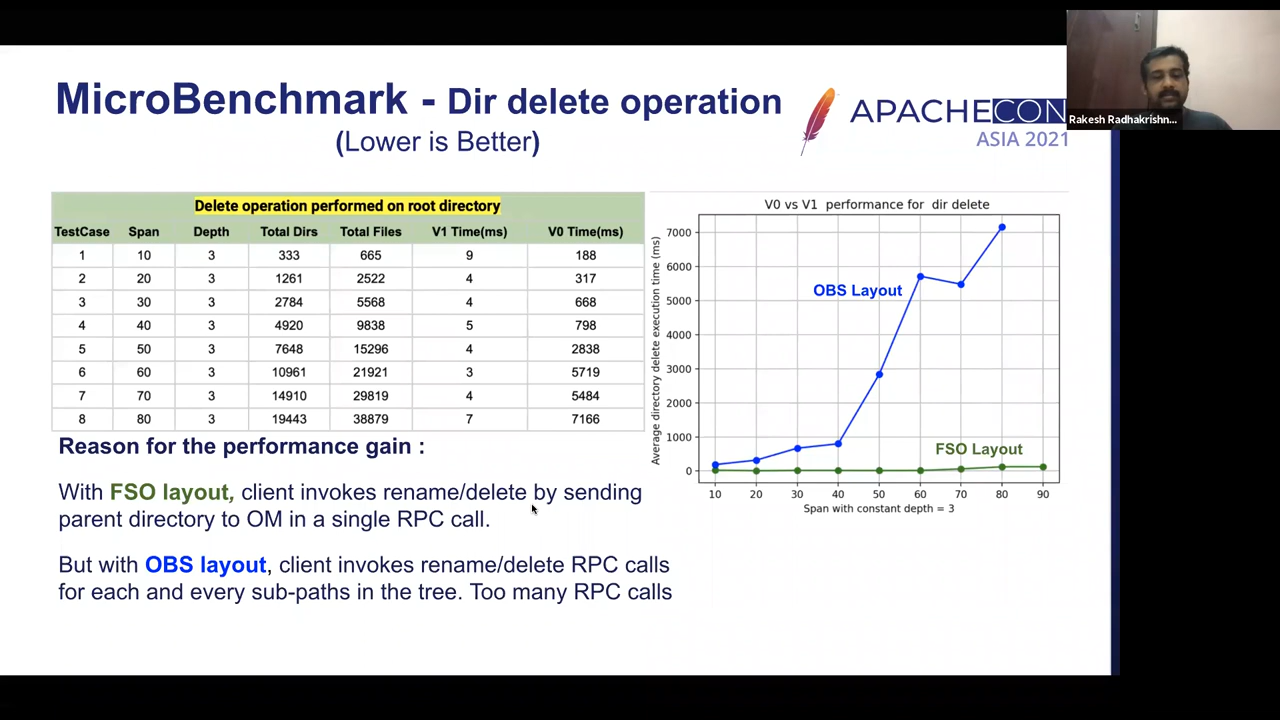 MicroBenchmark - Dir delete operation
(Lower is Better)
APACHECON
ASIA 2021
Rakesh Radhakrishn...
Delete operation performed on root directory
TestCase Span Depth Total Dirs Total Files V1 Time(ms) V0 Time(ms)
1 10 3 333 665 9 188
2 20 3 1261 2522 4 317
3 30 3 2784 5568 4 668
4 40 3 4920 9838 5 798
5 50 3 7648 15296 4 2838
6 60 3 10961 21921 3 5719
7 70 3 14910 29819 4 5484
8 80 3 19443 38879 7 7166
Reason for the performance gain :
With FSO layout, client invokes rename/delete by sending
parent directory to OM in a single RPC call.
But with OBS layout, client invokes rename/delete RPC calls
for each and every sub-paths in the tree. Too many RPC calls
V0 vs V1 performance for dir delete
Average directory delete execution time (ms)
7000
6000
5000
4000
3000
2000
1000
0
OBS Layout
FSO Layout
10 20 30 40 50 60 70 80 90
Span with constant depth = 3